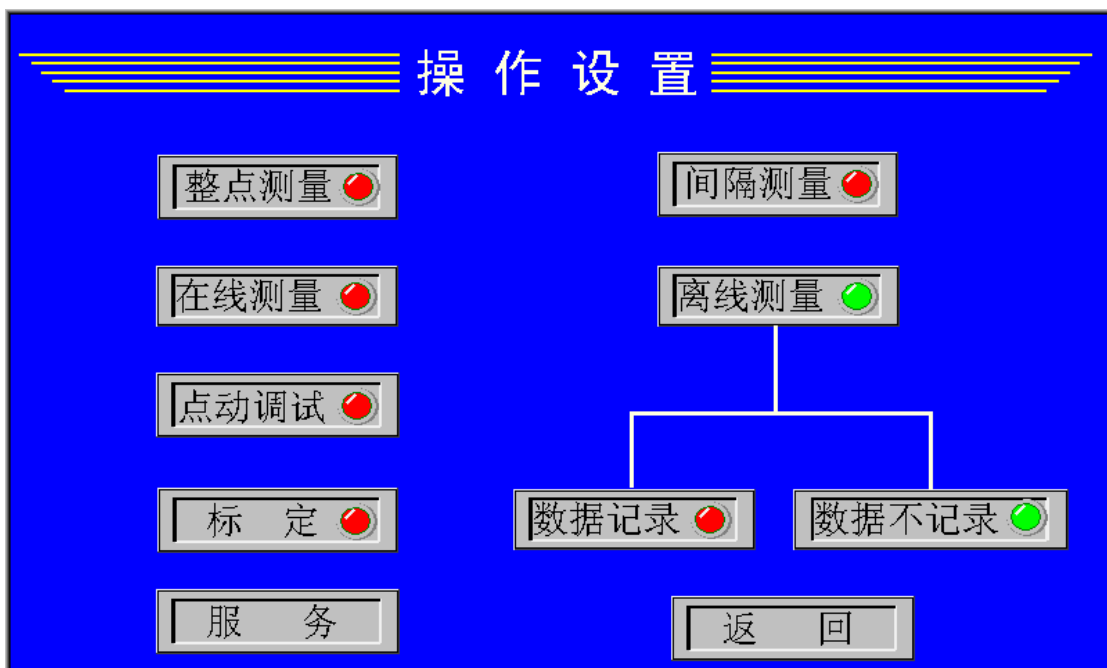 操作设置
整点测量
间隔测量
在线测量
离线测量
点动调试
标 定
数据记录
数据不记录
服 务
返 回